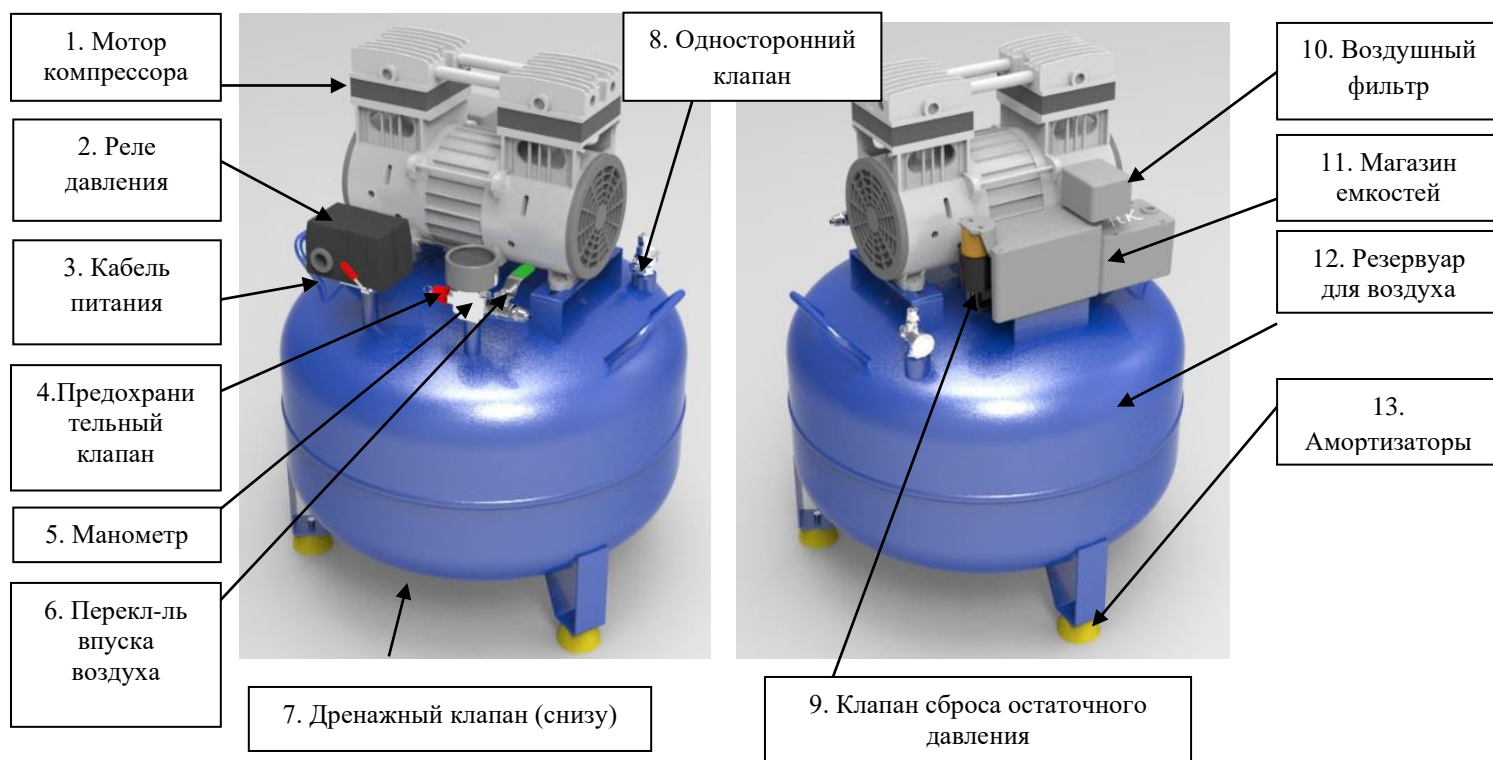 1. Мотор
компрессора
2. Реле
давления
3. Кабель
питания
4.Предохрани
тельный
клапан
5. Манометр
6. Перекл-ль
впуска
воздуха
7. Дренажный клапан (снизу)
8. Односторонний
клапан
9. Клапан сброса остаточного
давления
10. Воздушный
фильтр
11. Магазин
емкостей
12. Резервуар
для воздуха
13.
Амортизаторы